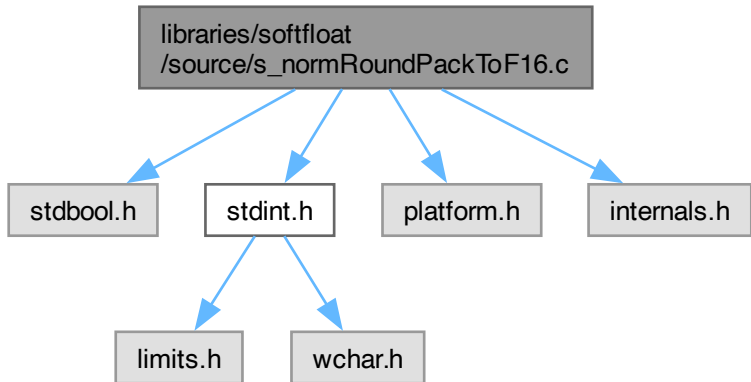 libraries/softfloat
/source/s_normRoundPackToF16.c
stdbool.h
stdint.h
platform.h
internals.h
limits.h
wchar.h